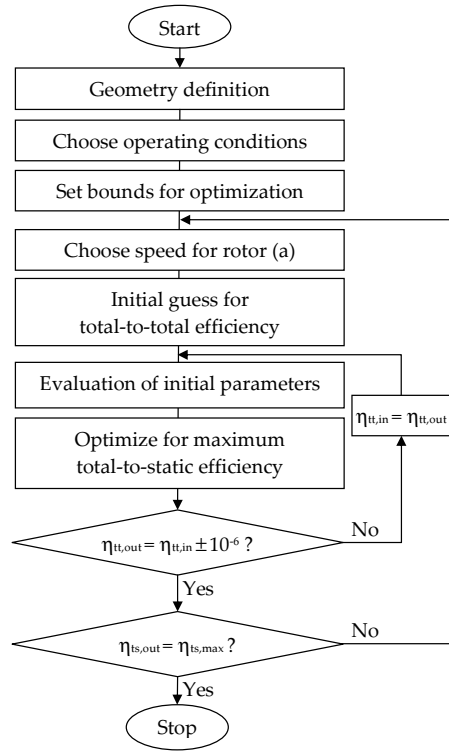 Start
Geometry definition
Choose operating conditions
Set bounds for optimization
Choose speed for rotor (a)
Initial guess for
total-to-total efficiency
Evaluation of initial parameters
ηtt,in = ηtt,out
Optimize for maximum
total-to-static efficiency
ηtt,out = ηtt,in ± 10⁻⁶ ?
No
Yes
ηts,out = ηts,max ?
No
Yes
Stop